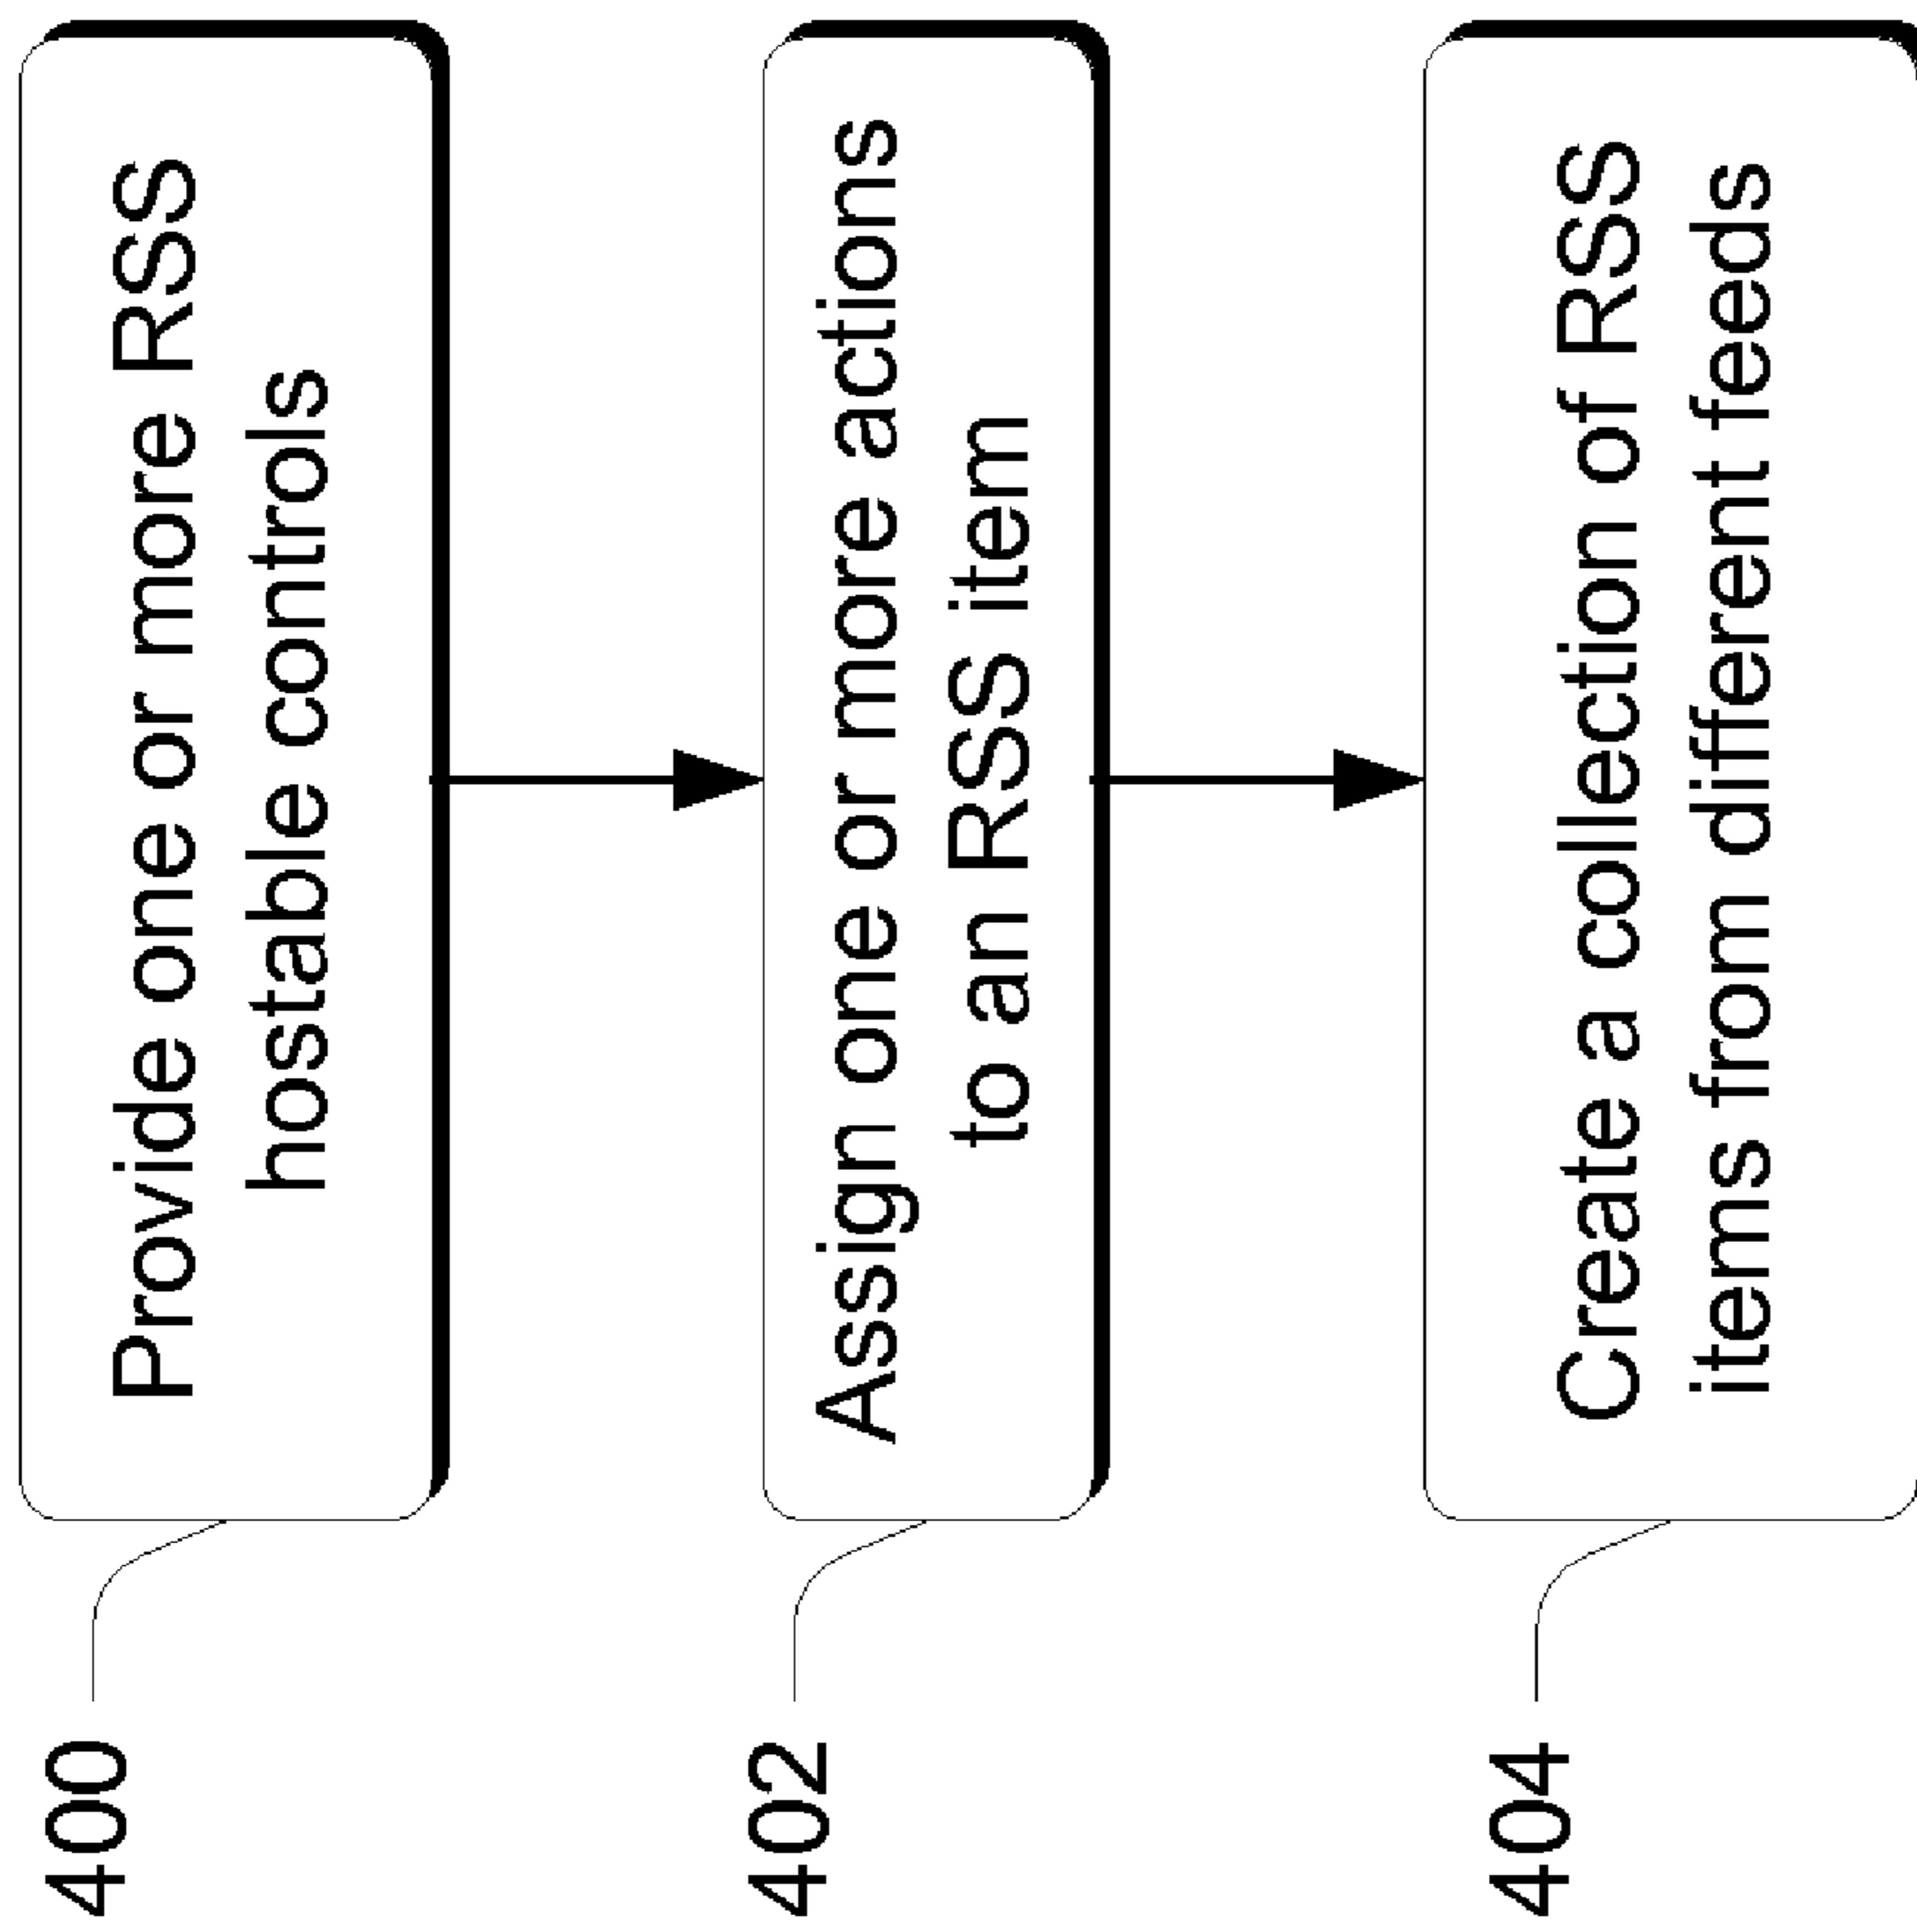 400
Provide one or more RSS
hostable controls
402
Assign one or more actions
to an RSS item
404
Create a collection of RSS
items from different feeds